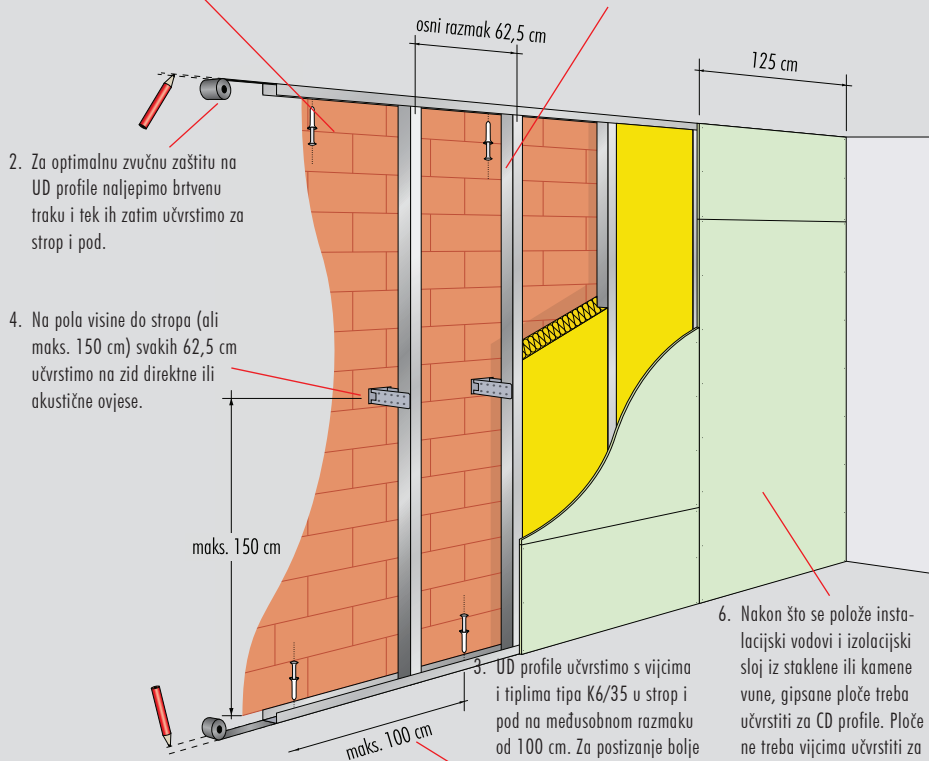 osni razmak 62,5 cm
125 cm
2. Za optimalnu zvučnu zaštitu na
UD profile naljepimo brtvenu
traku i tek ih zatim učvrstimo za
strop i pod.
4. Na pola visine do stropa (ali
maks. 150 cm) svakih 62,5 cm
učvrstimo na zid direktne ili
akustične ovjese.
maks. 150 cm
maks. 100 cm
3. UD profile učvrstimo s vijcima
i tiplima tipa K6/35 u strop i
pod na međusobnom razmaku
od 100 cm. Za postizanje bolje
6. Nakon što se polože insta-
lacijski vodovi i izolacijski
sloj iz staklene ili kamene
vune, gipsane ploče treba
učvrstiti za CD profile. Ploče
ne treba vijcima učvrstiti za